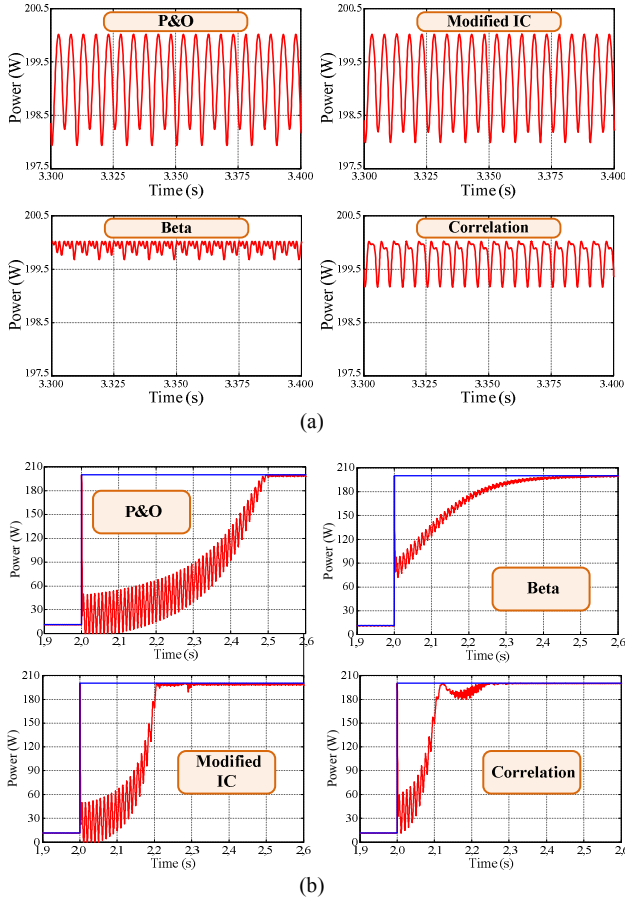 P&O
Power (W)
200.5
199.5
198.5
197.5
3.300 3.325 3.350 3.375 3.400
Time (s)
Modified IC
Power (W)
200.5
199.5
198.5
197.5
3.300 3.325 3.350 3.375 3.400
Time (s)
Beta
Power (W)
200.5
199.5
198.5
197.5
3.300 3.325 3.350 3.375 3.400
Time (s)
Correlation
Power (W)
200.5
199.5
198.5
197.5
3.300 3.325 3.350 3.375 3.400
Time (s)
(a)
P&O
Power (W)
210
180
150
120
90
60
30
0
1,9 2,0 2,1 2,2 2,3 2,4 2,5 2,6
Time (s)
Beta
Power (W)
210
180
150
120
90
60
30
0
1,9 2,0 2,1 2,2 2,3 2,4 2,5 2,6
Time (s)
Modified
IC
Power (W)
210
180
150
120
90
60
30
0
1,9 2,0 2,1 2,2 2,3 2,4 2,5 2,6
Time (s)
Correlation
Power (W)
210
180
150
120
90
60
30
0
1,9 2,0 2,1 2,2 2,3 2,4 2,5 2,6
Time (s)
(b)